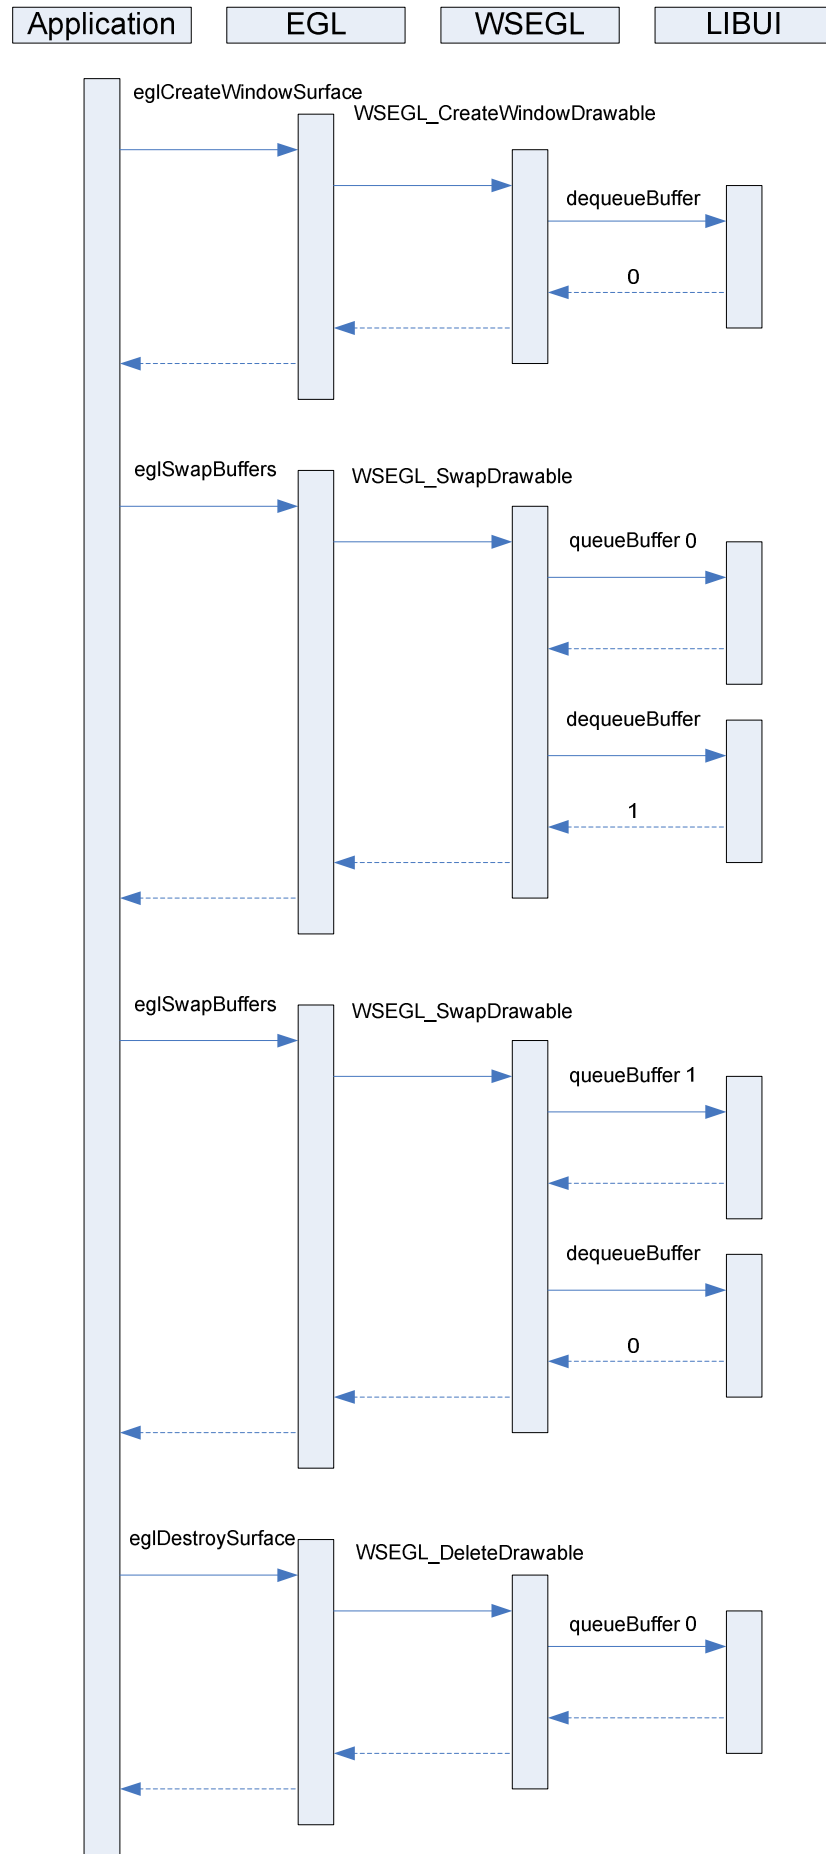 Application
EGL
WSEGL
LIBUI
eglCreateWindowSurface
WSEGL_CreateWindowDrawable
dequeueBuffer
0
eglSwapBuffers
WSEGL_SwapDrawable
queueBuffer 0
dequeueBuffer
1
eglSwapBuffers
WSEGL_SwapDrawable
queueBuffer 1
dequeueBuffer
0
eglDestroySurface
WSEGL_DeleteDrawable
queueBuffer 0